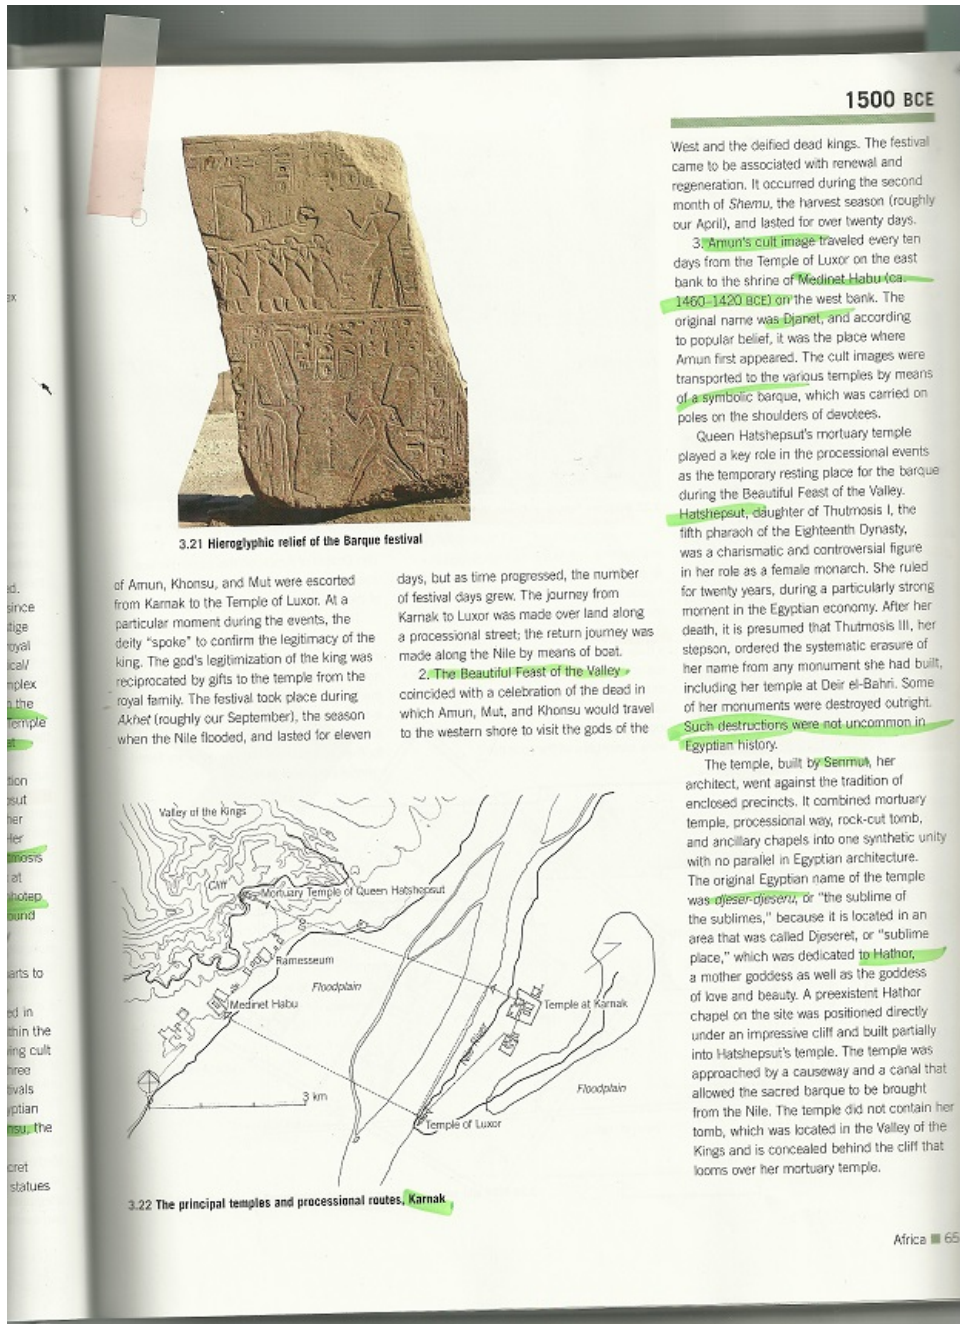 1500 BCE
3.21 Hieroglyphic relief of the Barque festival
of Amun, Khonsu, and Mut were escorted
from Karnak to the Temple of Luxor. At a
particular moment during the events, the
deity “spoke” to confirm the legitimacy of the
king. The god's legitimization of the king was
reciprocated by gifts to the temple from the
royal family. The festival took place during
Akhet (roughly our September), the season
when the Nile flooded, and lasted for eleven
days, but as time progressed, the number
of festival days grew. The journey from
Karnak to Luxor was made over land along
a processional street; the return journey was
made along the Nile by means of boat.
2. The Beautiful Feast of the Valley
coincided with a celebration of the dead in
which Amun, Mut, and Khonsu would travel
to the western shore to visit the gods of the
West and the deified dead kings. The festival
came to be associated with renewal and
regeneration. It occurred during the second
month of Shemu, the harvest season (roughly
our April), and lasted for over twenty days.
3. Amun's cult image traveled every ten
days from the Temple of Luxor on the east
bank to the shrine of Medinet Habu (ca.
1460–1420 BCE) on the west bank. The
original name was Djanet, and according
to popular belief, it was the place where
Amun first appeared. The cult images were
transported to the various temples by means
of a symbolic barque, which was carried on
poles on the shoulders of devotees.
Queen Hatshepsut's mortuary temple
played a key role in the processional events
as the temporary resting place for the barque
during the Beautiful Feast of the Valley.
Hatshepsut, daughter of Thutmosis I, the
fifth pharaoh of the Eighteenth Dynasty,
was a charismatic and controversial figure
in her role as a female monarch. She ruled
for twenty years, during a particularly strong
moment in the Egyptian economy. After her
death, it is presumed that Thutmosis III, her
stepson, ordered the systematic erasure of
her name from any monument she had built,
including her temple at Deir el-Bahri. Some
of her monuments were destroyed outright.
Such destructions were not uncommon in
Egyptian history.
The temple, built by Senmut, her
architect, went against the tradition of
enclosed precincts. It combined mortuary
temple, processional way, rock-cut tomb,
and ancillary chapels into one synthetic unity
with no parallel in Egyptian architecture.
The original Egyptian name of the temple
was djeser-djeseru, or “the sublime of
the sublimes,” because it is located in an
area that was called Djeseret, or “sublime
place,” which was dedicated to Hathor,
a mother goddess as well as the goddess
of love and beauty. A preexistent Hathor
chapel on the site was positioned directly
under an impressive cliff and built partially
into Hatshepsut's temple. The temple was
approached by a causeway and a canal that
allowed the sacred barque to be brought
from the Nile. The temple did not contain her
tomb, which was located in the Valley of the
Kings and is concealed behind the cliff that
looms over her mortuary temple.
Valley of the Kings
Cliff
Mortuary Temple of Queen Hatshepsut
Ramesseum
Floodplain
Medinet Habu
Temple at Karnak
Nile River
Floodplain
3 km
Temple of Luxor
3.22 The principal temples and processional routes, Karnak
Africa 65